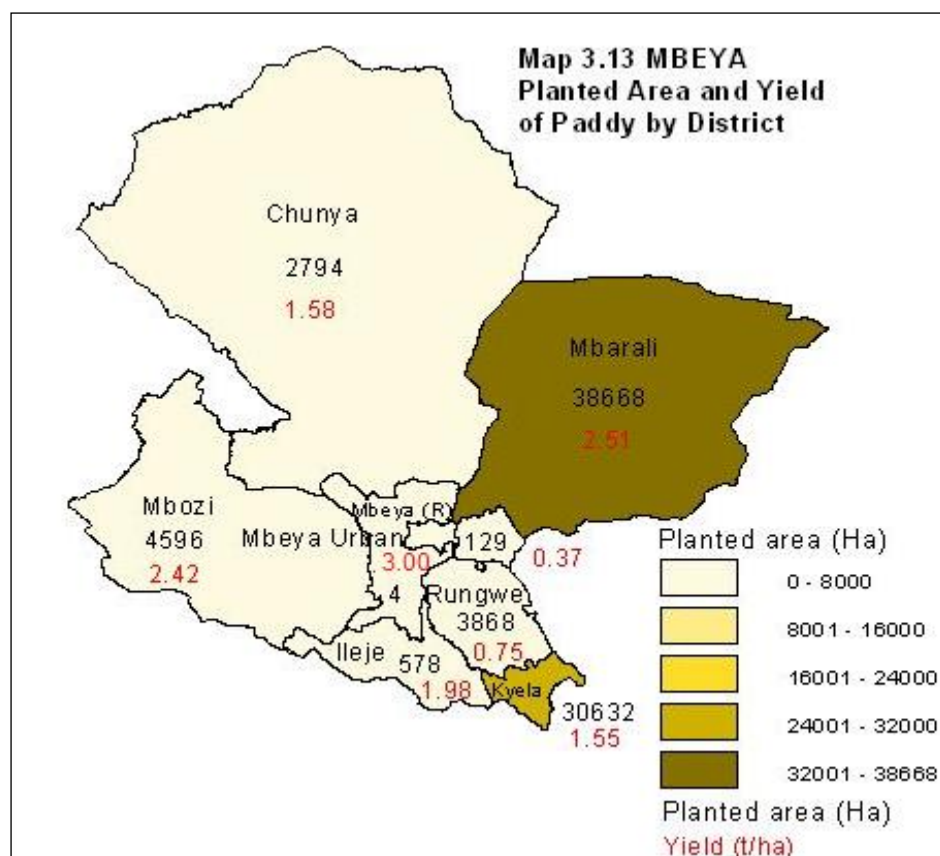 Map 3.13 MBEYA
Planted Area and Yield
of Paddy by District
Chunya
2794
1.58
Mbarali
38668
2.51
Mbozi
4596
2.42
Mbeya (R)
Mbeya Urban
3.00
4
129
0.37
Rungwe
3868
0.75
Ileje
578
1.98
Kyela
30632
1.55
Planted area (Ha)
0 - 8000
8001 - 16000
16001 - 24000
24001 - 32000
32001 - 38668
Planted area (Ha)
Yield (t/ha)